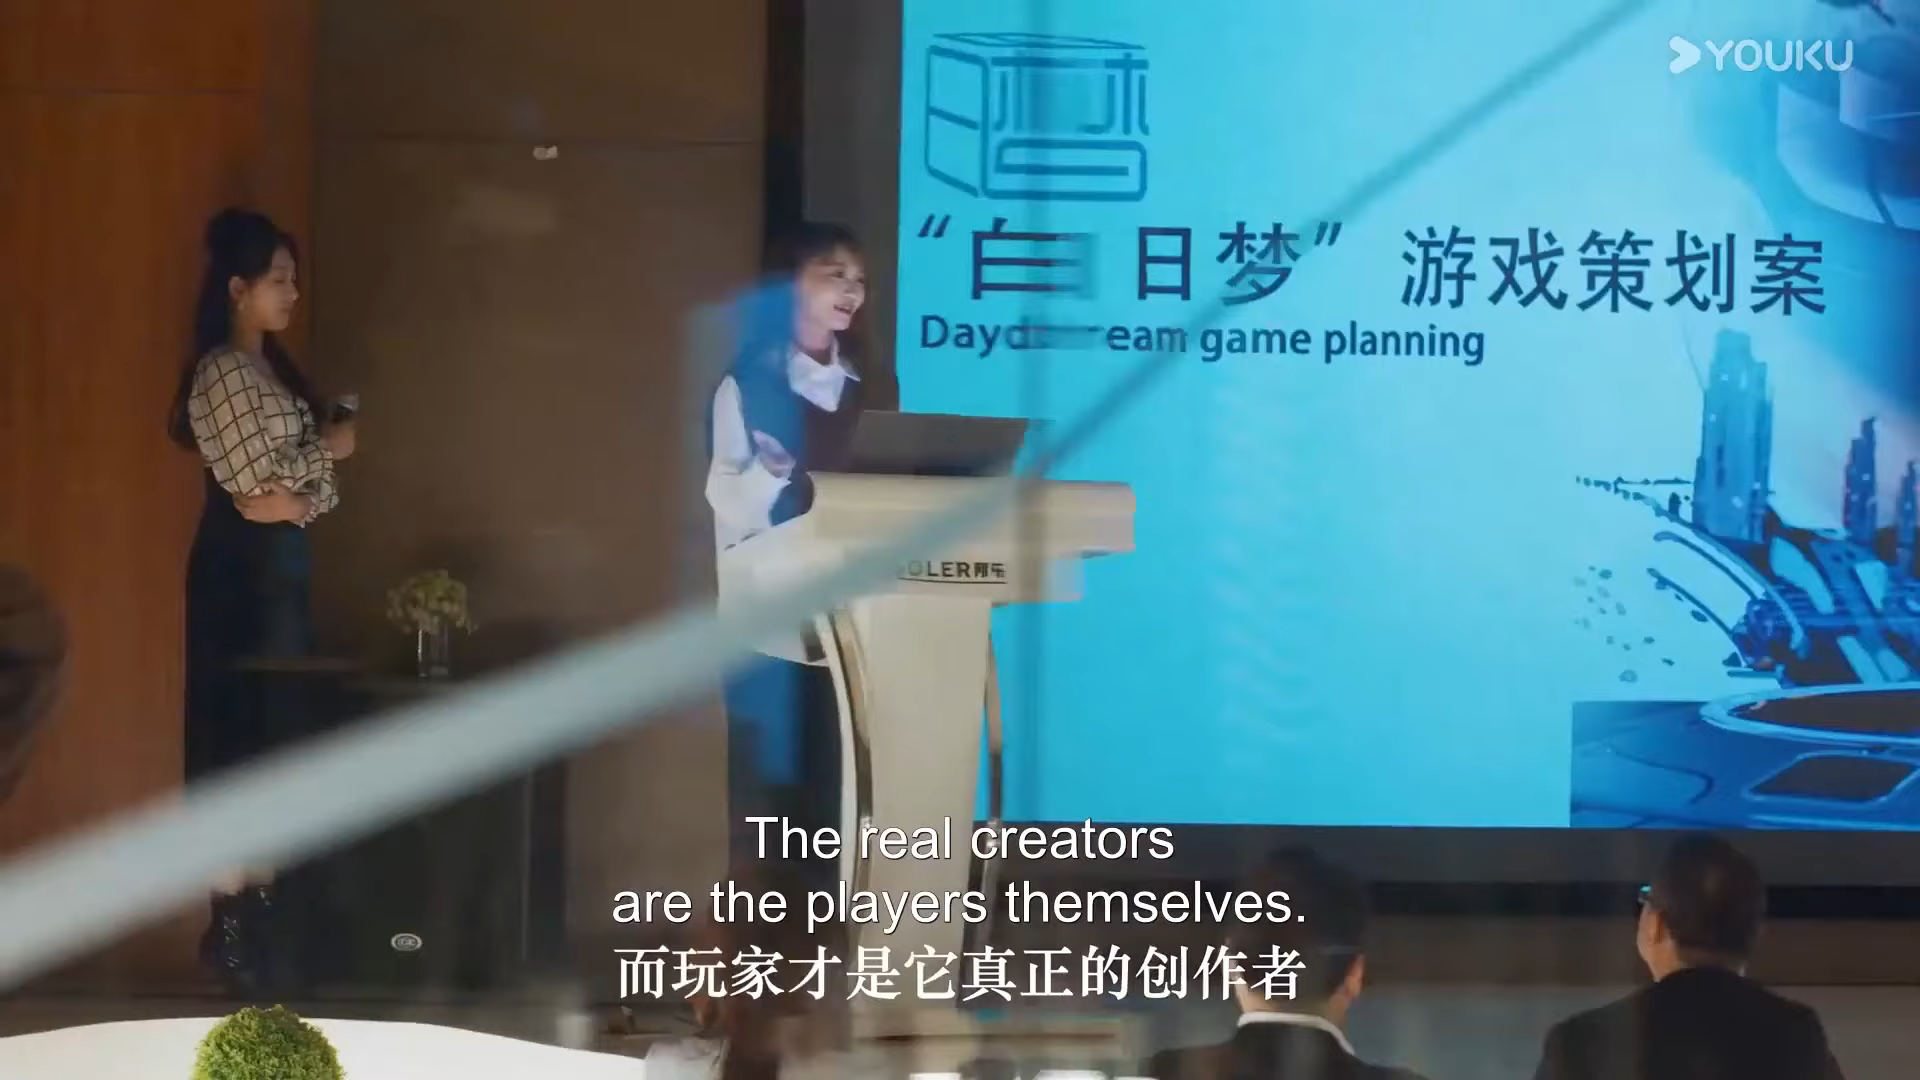 YOUKU
“白日梦” 游戏策划案
Daydream game planning
OLER
The real creators
are the players themselves.
而玩家才是它真正的创作者